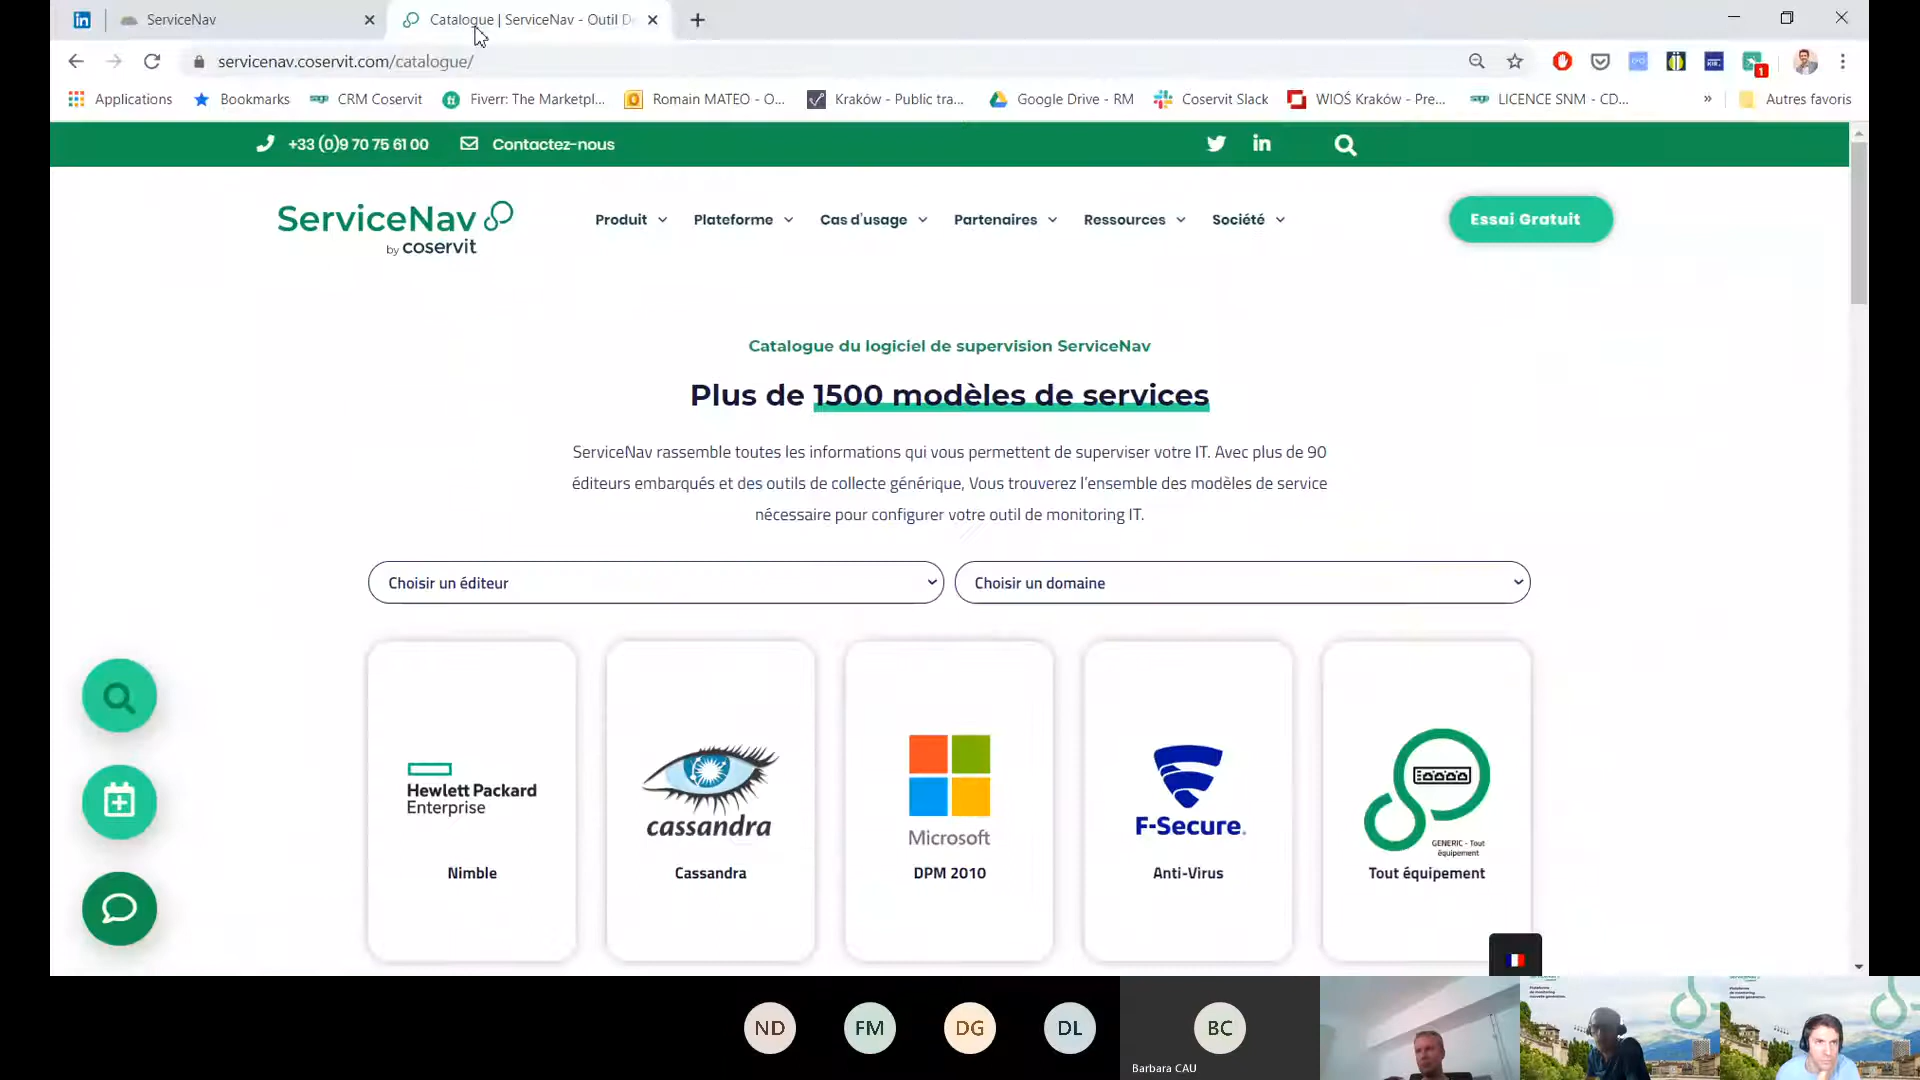 ServiceNav
Catalogue | ServiceNav - Outil De
servicenav.coservit.com/catalogue/
1
Applications
Bookmarks
CRM Coservit
Fiverr: The Marketpl...
Romain MATEO - O...
Kraków - Public tra...
Google Drive - RM
Coservit Slack
WIOŚ Kraków - Pre...
LICENCE SNM - CD...
»
Autres favoris
+33 (0)9 70 75 61 00
Contactez-nous
ServiceNav
by coservit
Produit
Plateforme
Cas d'usage
Partenaires
Ressources
Société
Essai Gratuit
Catalogue du logiciel de supervision ServiceNav
Plus de 1500 modèles de services
ServiceNav rassemble toutes les informations qui vous permettent de superviser votre IT. Avec plus de 90
éditeurs embarqués et des outils de collecte générique, Vous trouverez l'ensemble des modèles de service
nécessaire pour configurer votre outil de monitoring IT.
Choisir un éditeur
Choisir un domaine
Hewlett Packard
Enterprise
Nimble
cassandra
Cassandra
Microsoft
DPM 2010
F-Secure.
Anti-Virus
GENERIC - Tout
équipement
Tout équipement
ND
FM
DG
DL
BC
Barbara CAU